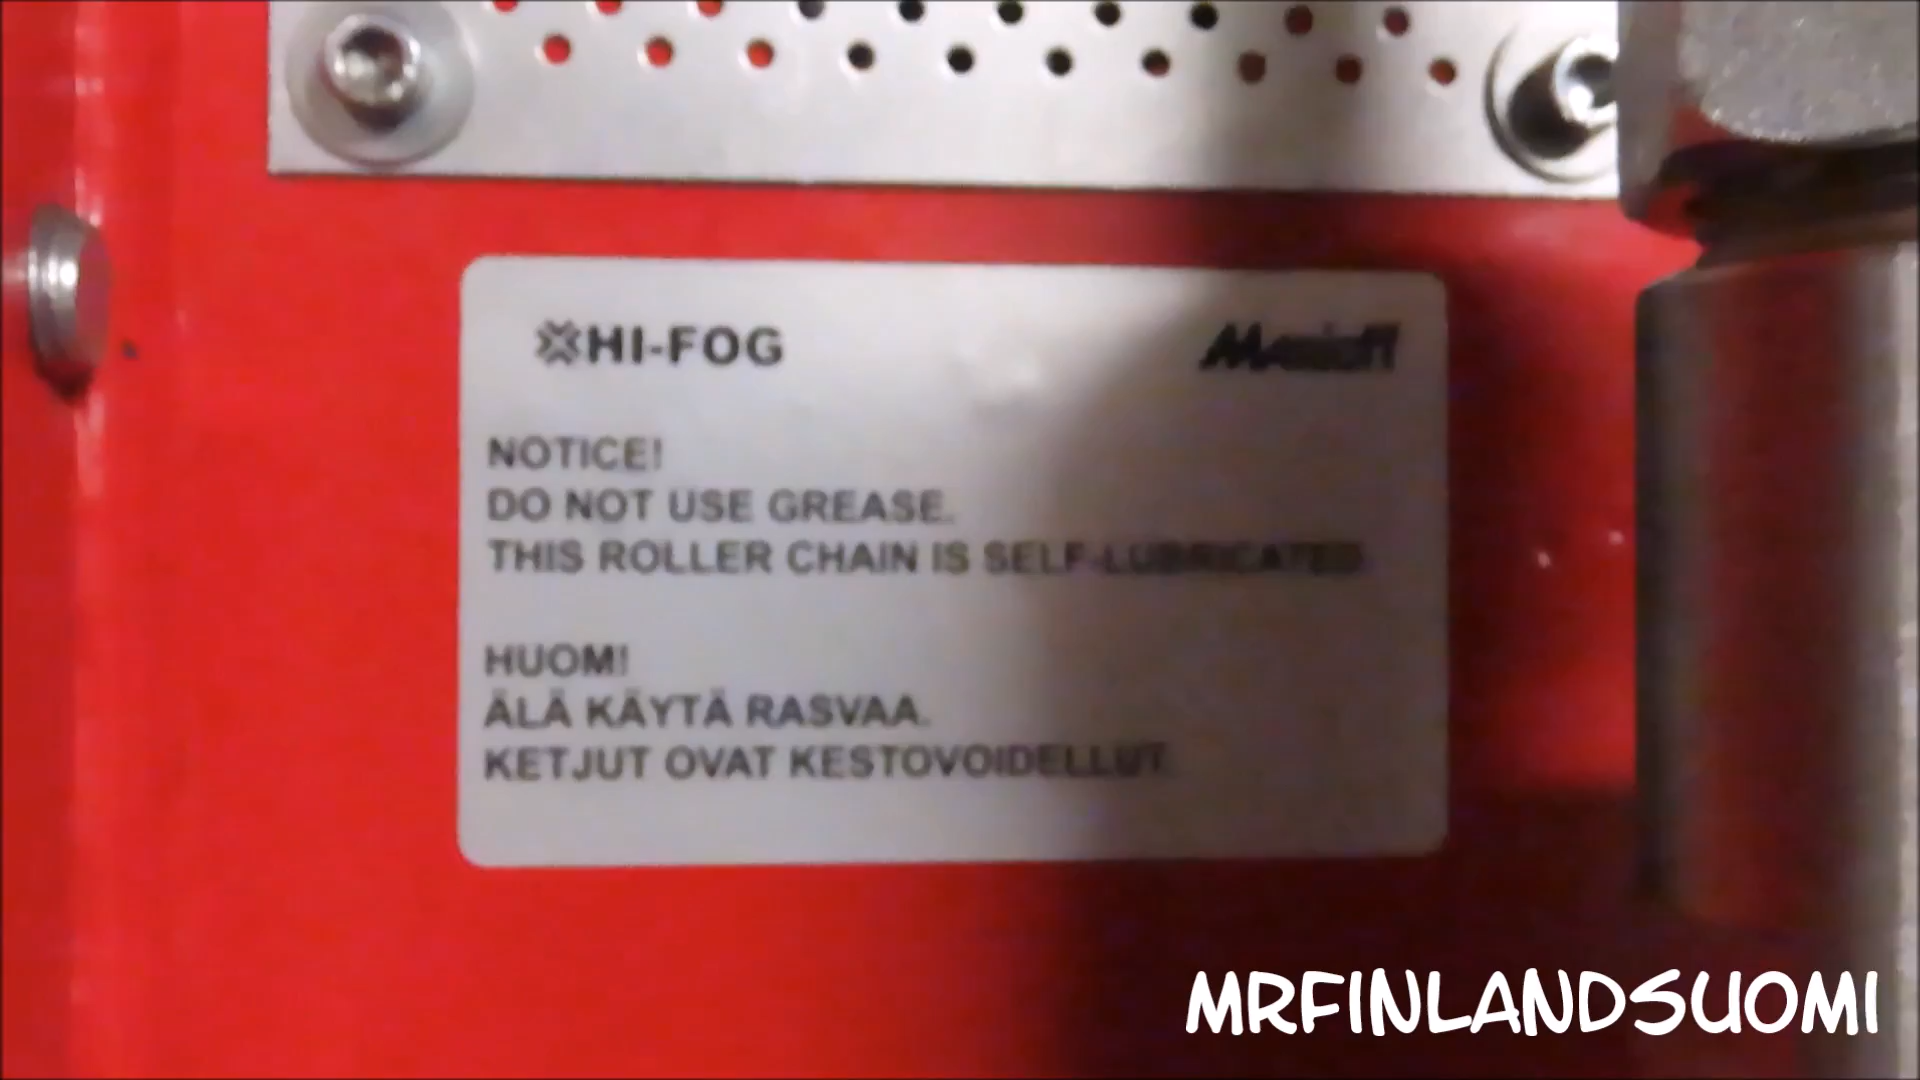 HI-FOG Marioff
NOTICE!
DO NOT USE GREASE.
THIS ROLLER CHAIN IS SELF-LUBRICATED
HUOM!
ÄLÄ KÄYTÄ RASVAA.
KETJUT OVAT KESTOVOIDELLUT.
MRFINLANDSUOMI